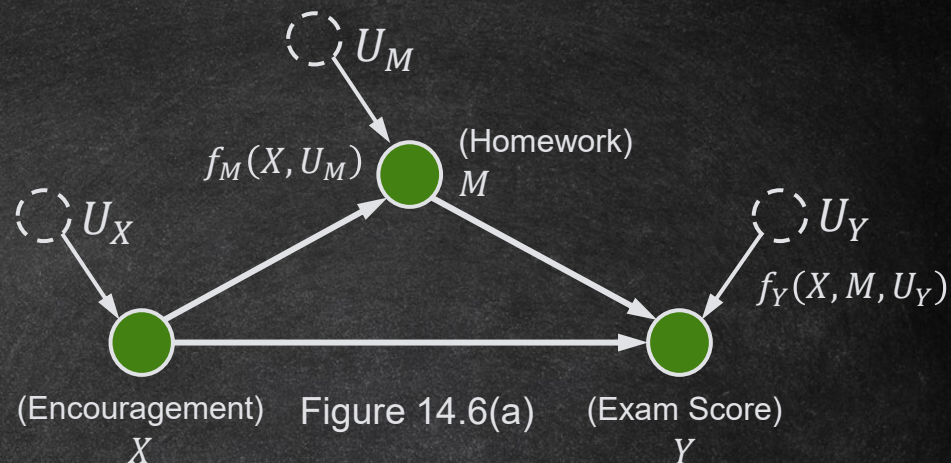 U_M
(Homework)
f_M(X, U_M)
M
U_X
U_Y
f_Y(X, M, U_Y)
(Encouragement)
Figure 14.6(a)
(Exam Score)
X
Y